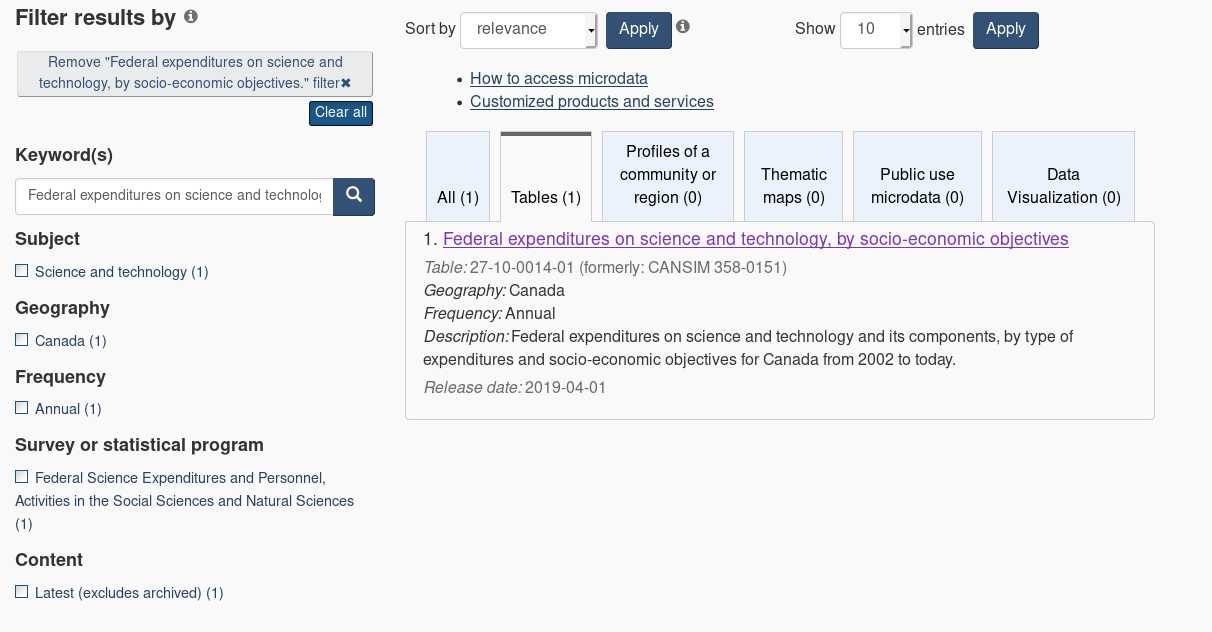 Filter results by
Remove "Federal expenditures on science and
technology, by socio-economic objectives." filter✖
Clear all
Keyword(s)
Federal expenditures on science and technolog
Subject
Science and technology (1)
Geography
Canada (1)
Frequency
Annual (1)
Survey or statistical program
Federal Science Expenditures and Personnel,
Activities in the Social Sciences and Natural Sciences
(1)
Content
Latest (excludes archived) (1)
Sort by relevance Apply
Show 10 entries Apply
• How to access microdata
• Customized products and services
All (1)
Tables (1)
Profiles of a
community or
region (0)
Thematic
maps (0)
Public use
microdata (0)
Data
Visualization (0)
1. Federal expenditures on science and technology, by socio-economic objectives
Table: 27-10-0014-01 (formerly: CANSIM 358-0151)
Geography: Canada
Frequency: Annual
Description: Federal expenditures on science and technology and its components, by type of
expenditures and socio-economic objectives for Canada from 2002 to today.
Release date: 2019-04-01